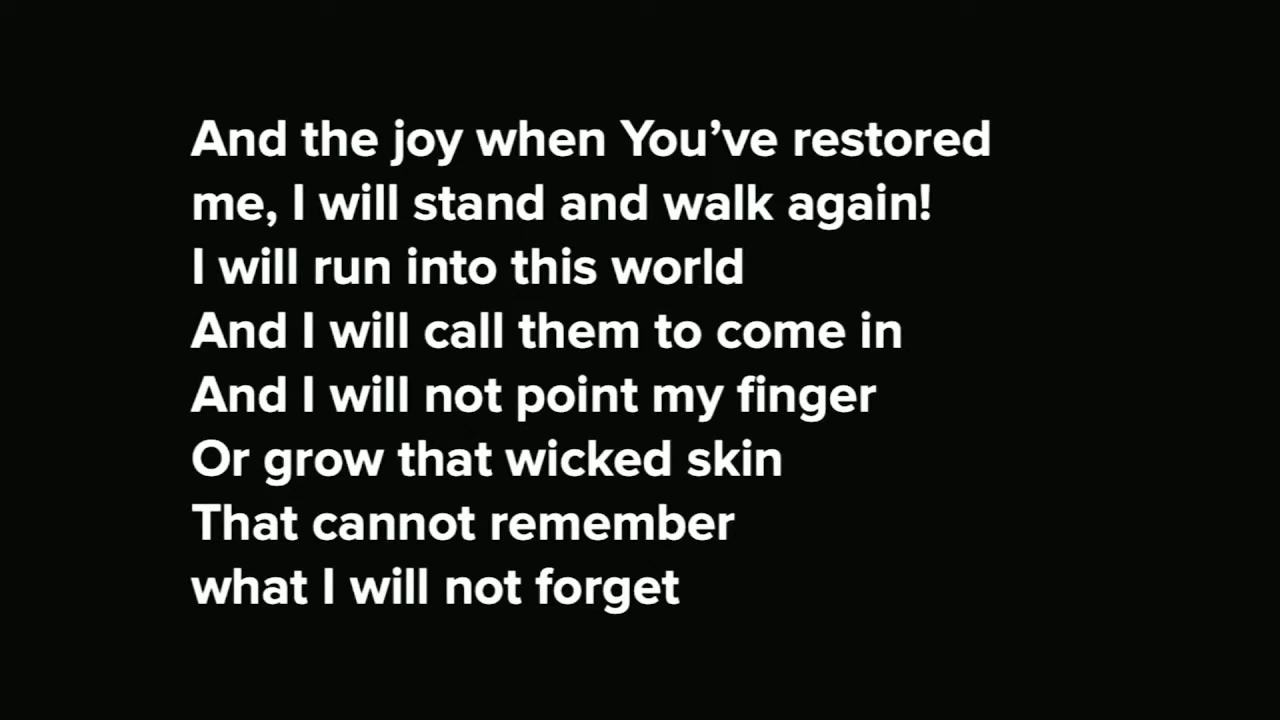 And the joy when You’ve restored
me, I will stand and walk again!
I will run into this world
And I will call them to come in
And I will not point my finger
Or grow that wicked skin
That cannot remember
what I will not forget